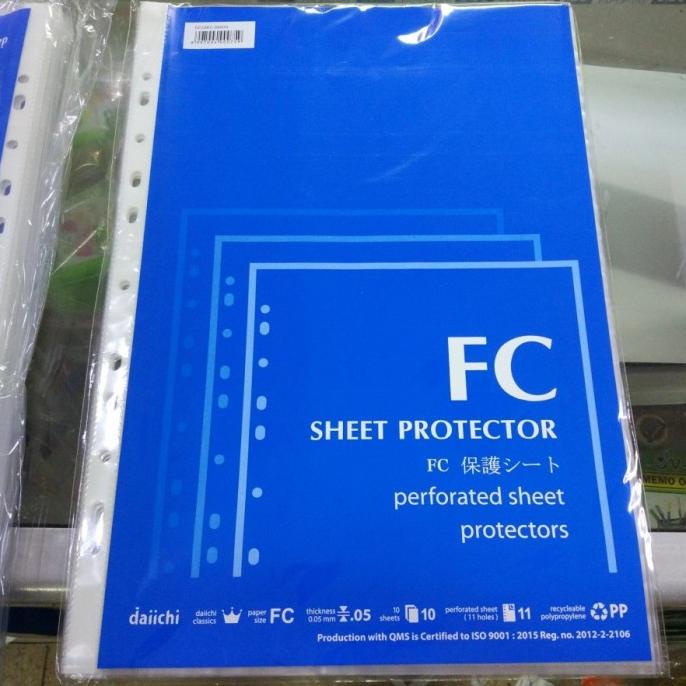 FC
SHEET PROTECTOR
FC 保護シート
perforated sheet
protectors
daiichi
daiichi
classics
paper
size FC
thickness
0.05 mm .05
10
sheets 10
perforated sheet
( 11 holes ) 11
recycleable
polypropylene PP
Production with QMS is Certified to ISO 9001 : 2015 Reg. no. 2012-2-2106
MEMO O
PP